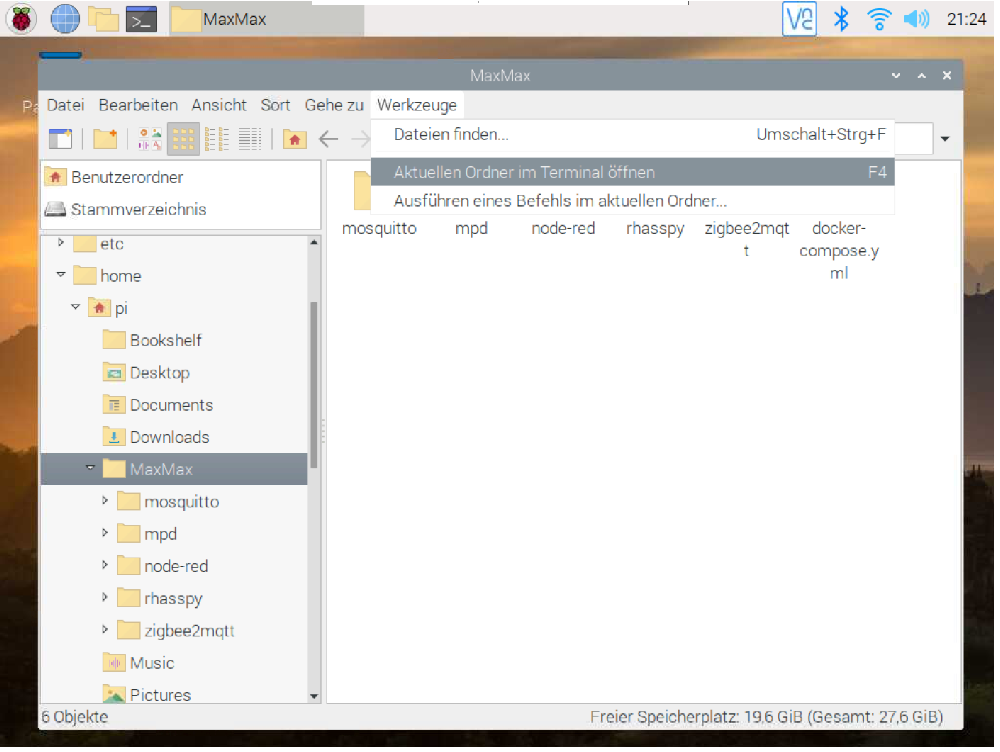 MaxMax
21:24
MaxMax
Pa
Datei Bearbeiten Ansicht Sort Gehe zu Werkzeuge
Dateien finden... Umschalt+Strg+F
Aktuellen Ordner im Terminal öffnen F4
Ausführen eines Befehls im aktuellen Ordner...
Benutzerordner
Stammverzeichnis
mosquitto mpd node-red rhasspy zigbee2mqt
t
docker-
compose.y
ml
etc
home
pi
Bookshelf
Desktop
Documents
Downloads
MaxMax
mosquitto
mpd
node-red
rhasspy
zigbee2mqtt
Music
Pictures
6 Objekte
Freier Speicherplatz: 19,6 GiB (Gesamt: 27,6 GiB)